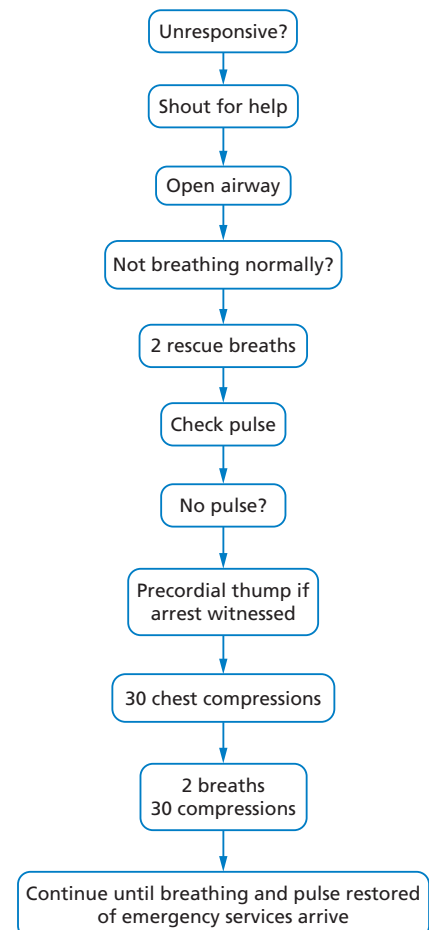 Unresponsive?
Shout for help
Open airway
Not breathing normally?
2 rescue breaths
Check pulse
No pulse?
Precordial thump if
arrest witnessed
30 chest compressions
2 breaths
30 compressions
Continue until breathing and pulse restored
of emergency services arrive